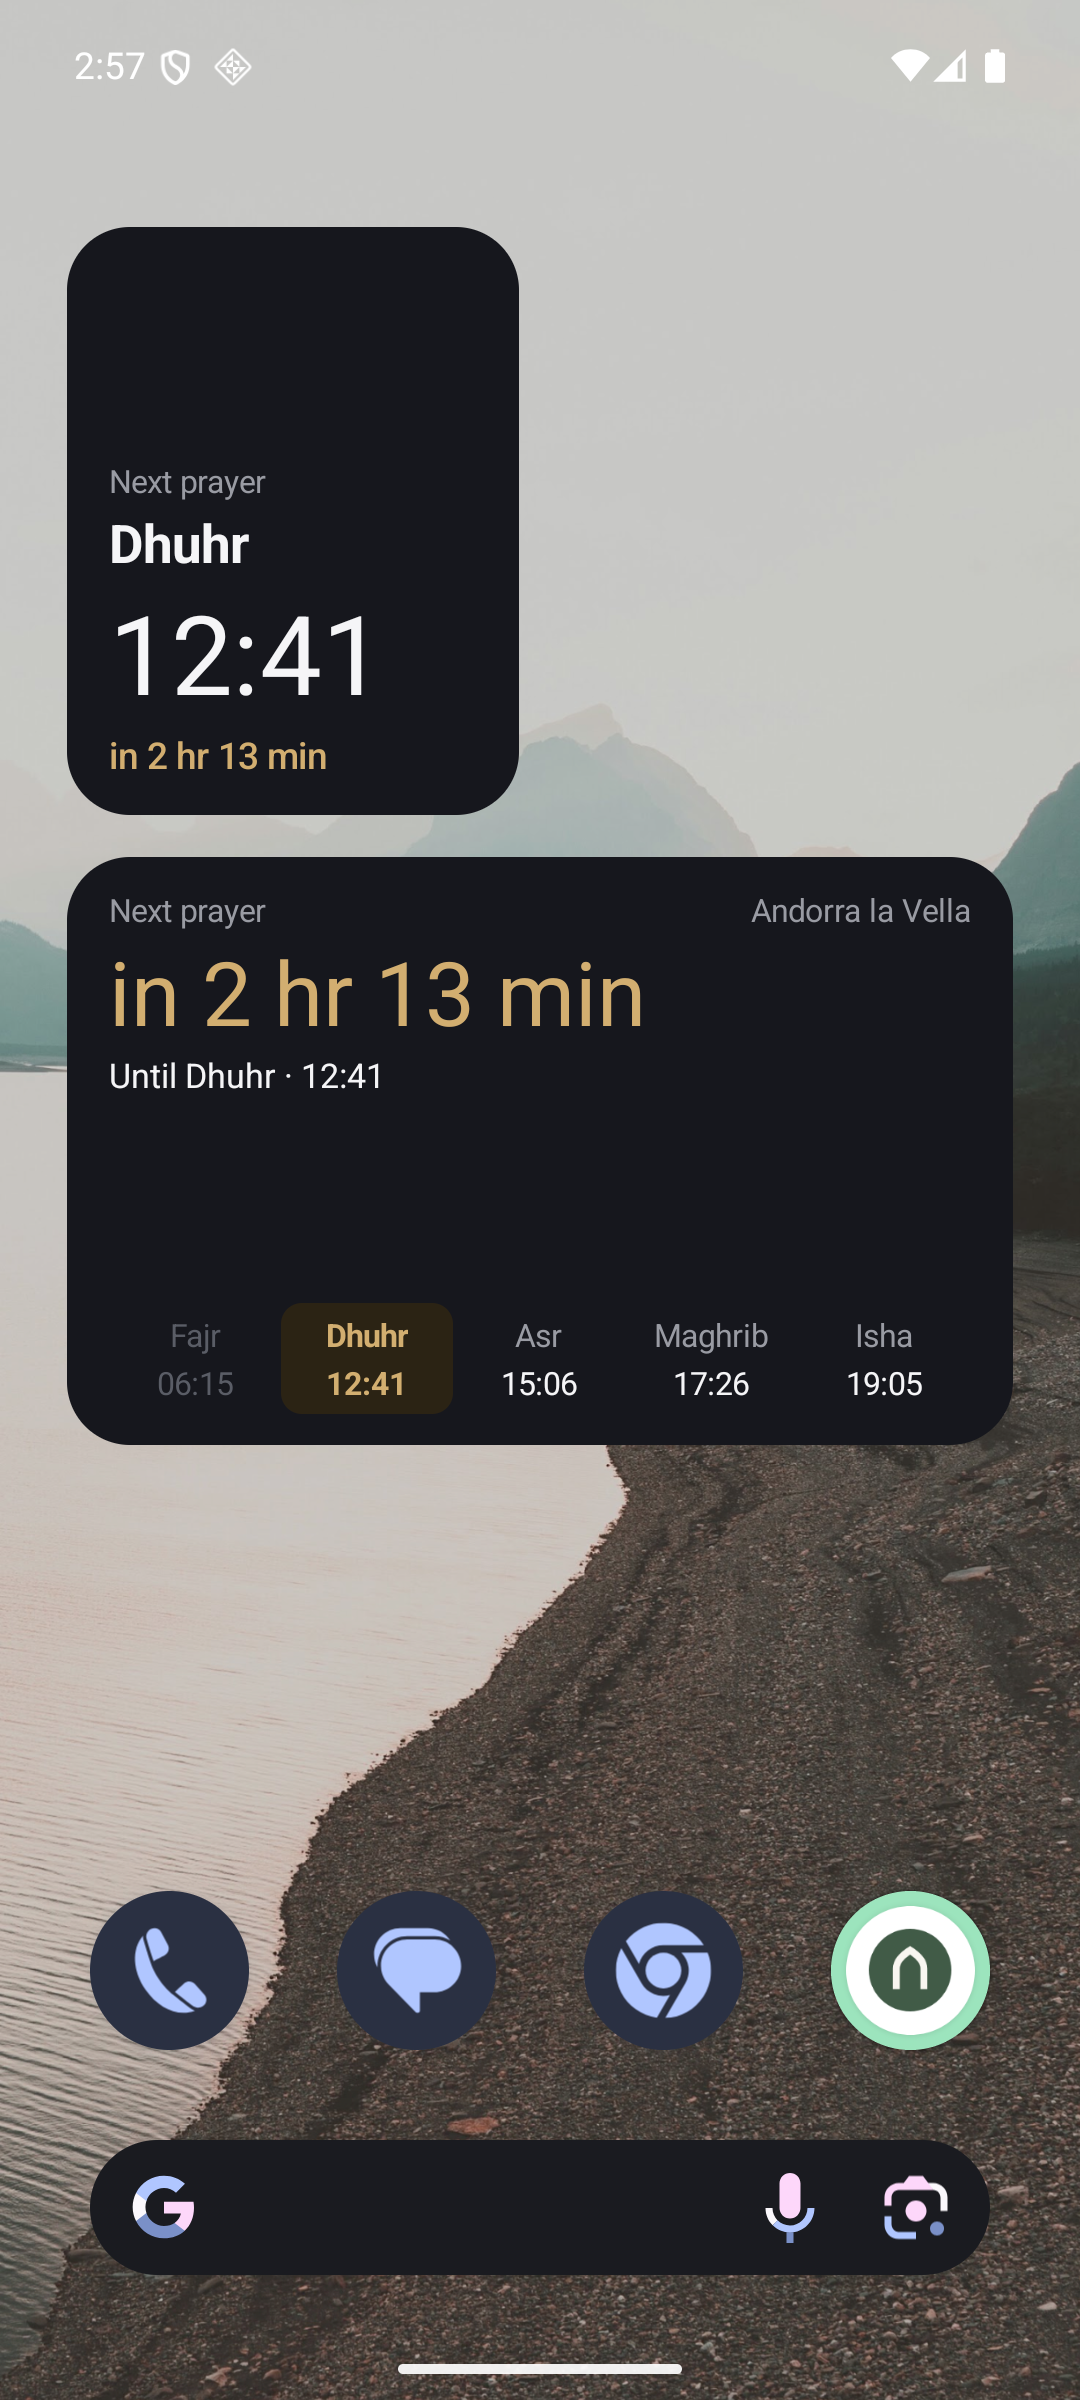 2:57
Next prayer
Dhuhr
12:41
in 2 hr 13 min
Next prayer
Andorra la Vella
in 2 hr 13 min
Until Dhuhr · 12:41
Fajr Dhuhr Asr Maghrib Isha
06:15 12:41 15:06 17:26 19:05